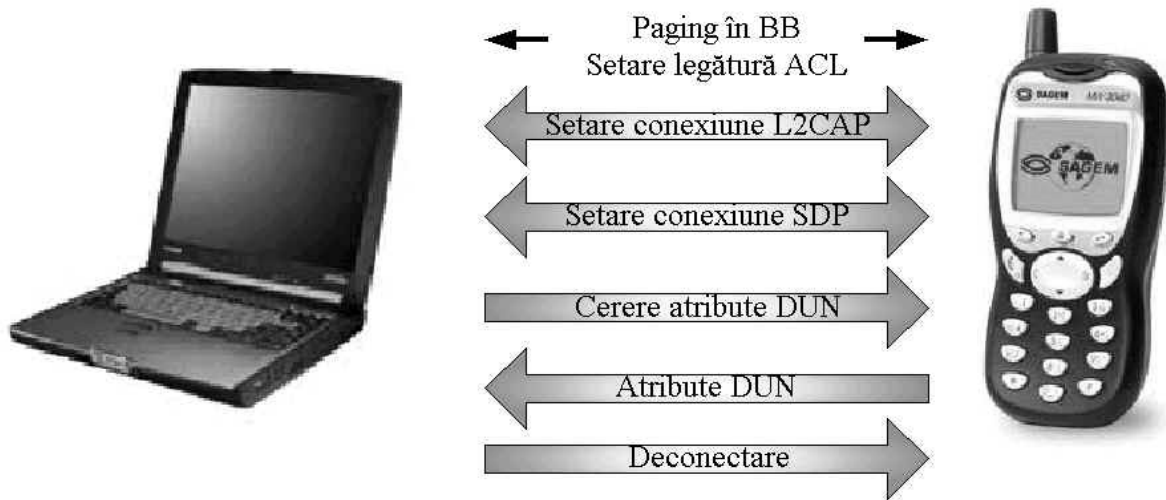 Paging în BB
Setare legătură ACL
SAGEM
Setare conexiune L2CAP
SAGEM
Setare conexiune SDP
Cerere atribute DUN
Atribute DUN
Deconectare